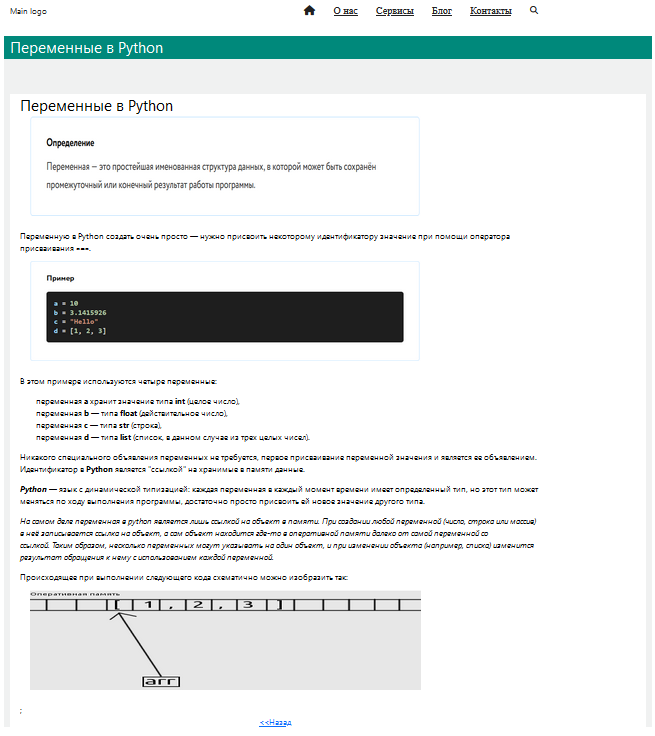 Main logo
О нас Сервисы Блог Контакты
Переменные в Python
Переменные в Python
Определение
Переменная — это простейшая именованная структура данных, в которой может быть сохранён
промежуточный или конечный результат работы программы.
Переменную в Python создать очень просто — нужно присвоить некоторому идентификатору значение при помощи оператора
присваивания «=».
Пример
a = 10
b = 3.1415926
c = "Hello"
d = [1, 2, 3]
В этом примере используются четыре переменные:
переменная a хранит значение типа int (целое число),
переменная b — типа float (действительное число),
переменная c — типа str (строка),
переменная d — типа list (список, в данном случае из трех целых чисел).
Никакого специального объявления переменных не требуется, первое присваивание переменной значения и является ее объявлением.
Идентификатор в Python является "ссылкой" на хранимые в памяти данные.
Python — язык с динамической типизацией: каждая переменная в каждый момент времени имеет определенный тип, но этот тип может
меняться по ходу выполнения программы, достаточно просто присвоить ей новое значение другого типа.
На самом деле переменная в python является лишь ссылкой на объект в памяти. При создании любой переменной (числа, строка или массив)
в неё записывается ссылка на объект, а сам объект находится где-то в оперативной памяти далеко от самой переменной со
ссылкой. Таким образом, несколько переменных могут указывать на один объект, и при изменении объекта (например, списка) изменится
результат обращения к нему с использованием каждой переменной.
Происходящее при выполнении следующего кода схематично можно изобразить так:
Оперативная память
[ 1 , 2 , 3 ]
arr
;
<<Назад